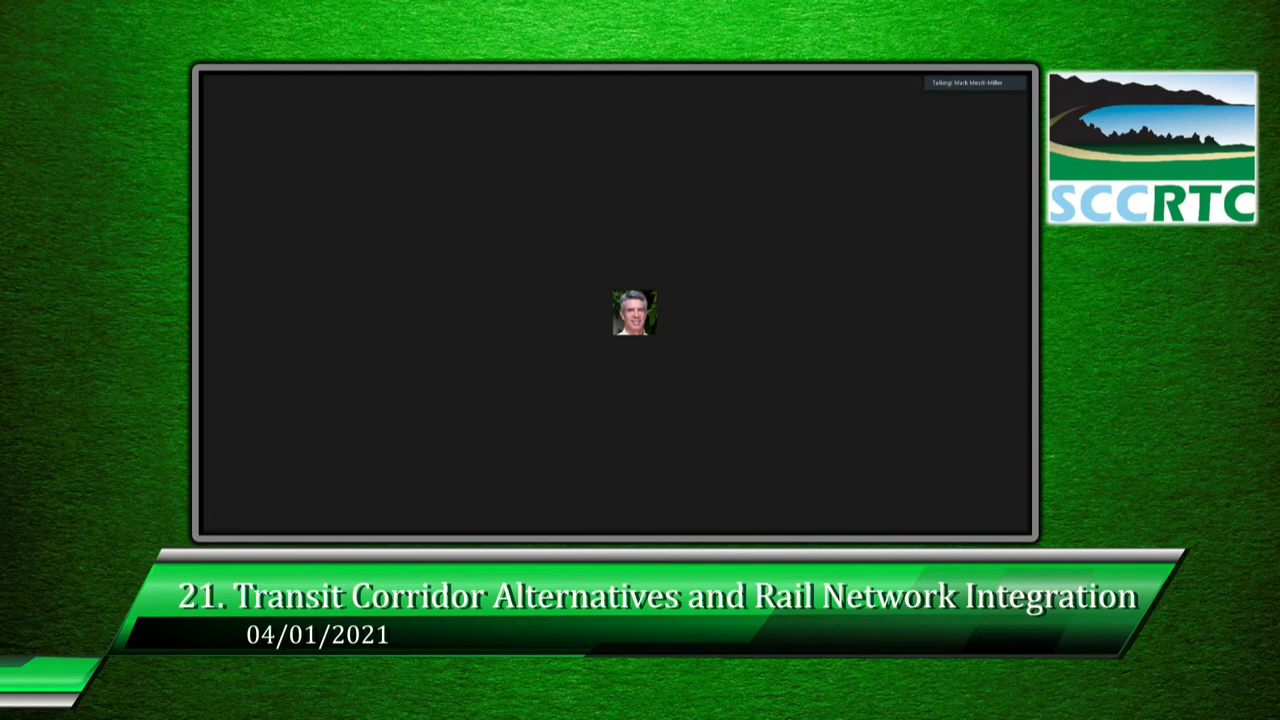 Talking: Mark Mesiti-Miller
SCCRTC
21. Transit Corridor Alternatives and Rail Network Integration
04/01/2021